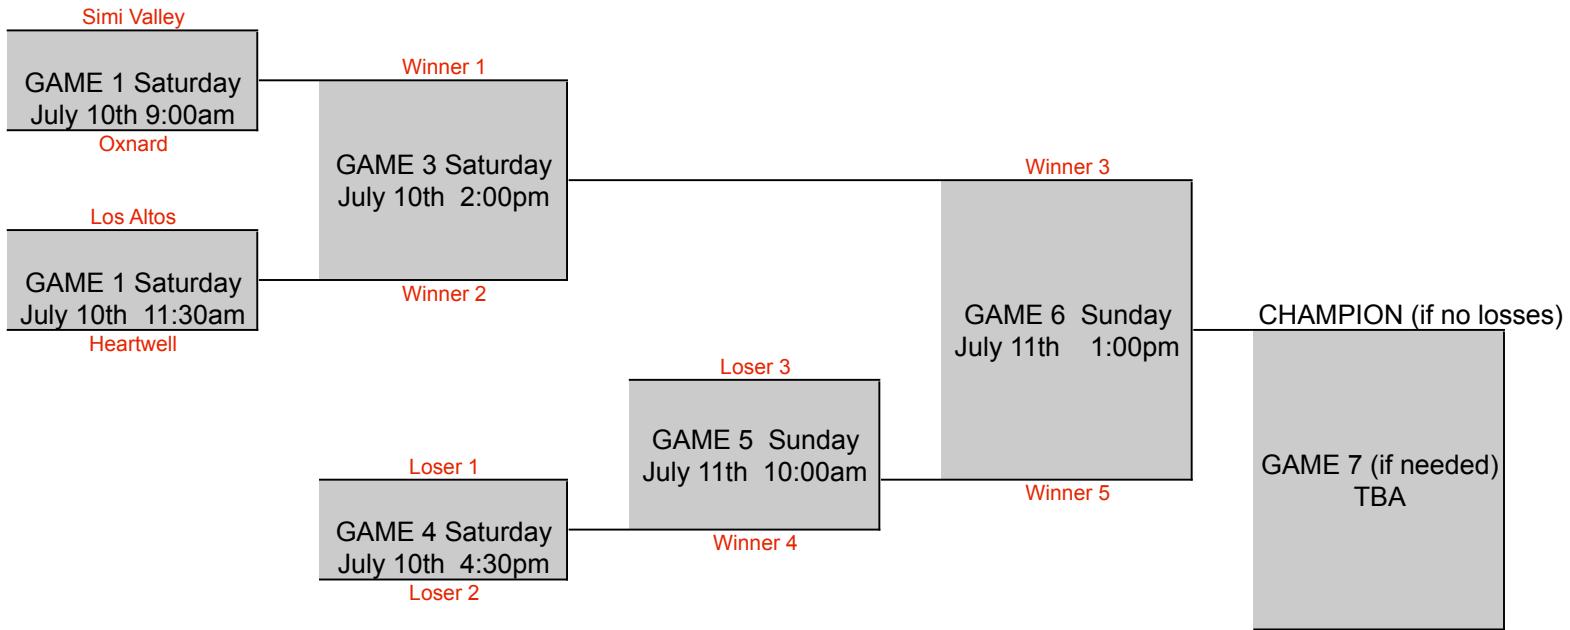 Simi Valley
GAME 1 Saturday
July 10th 9:00am
Oxnard
Winner 1
GAME 3 Saturday
July 10th  2:00pm
Winner 2
Los Altos
GAME 1 Saturday
July 10th  11:30am
Heartwell
Winner 3
GAME 6  Sunday
July 11th    1:00pm
Winner 5
CHAMPION (if no losses)
GAME 7 (if needed)
TBA
Loser 3
GAME 5  Sunday
July 11th  10:00am
Winner 4
Loser 1
GAME 4 Saturday
July 10th  4:30pm
Loser 2